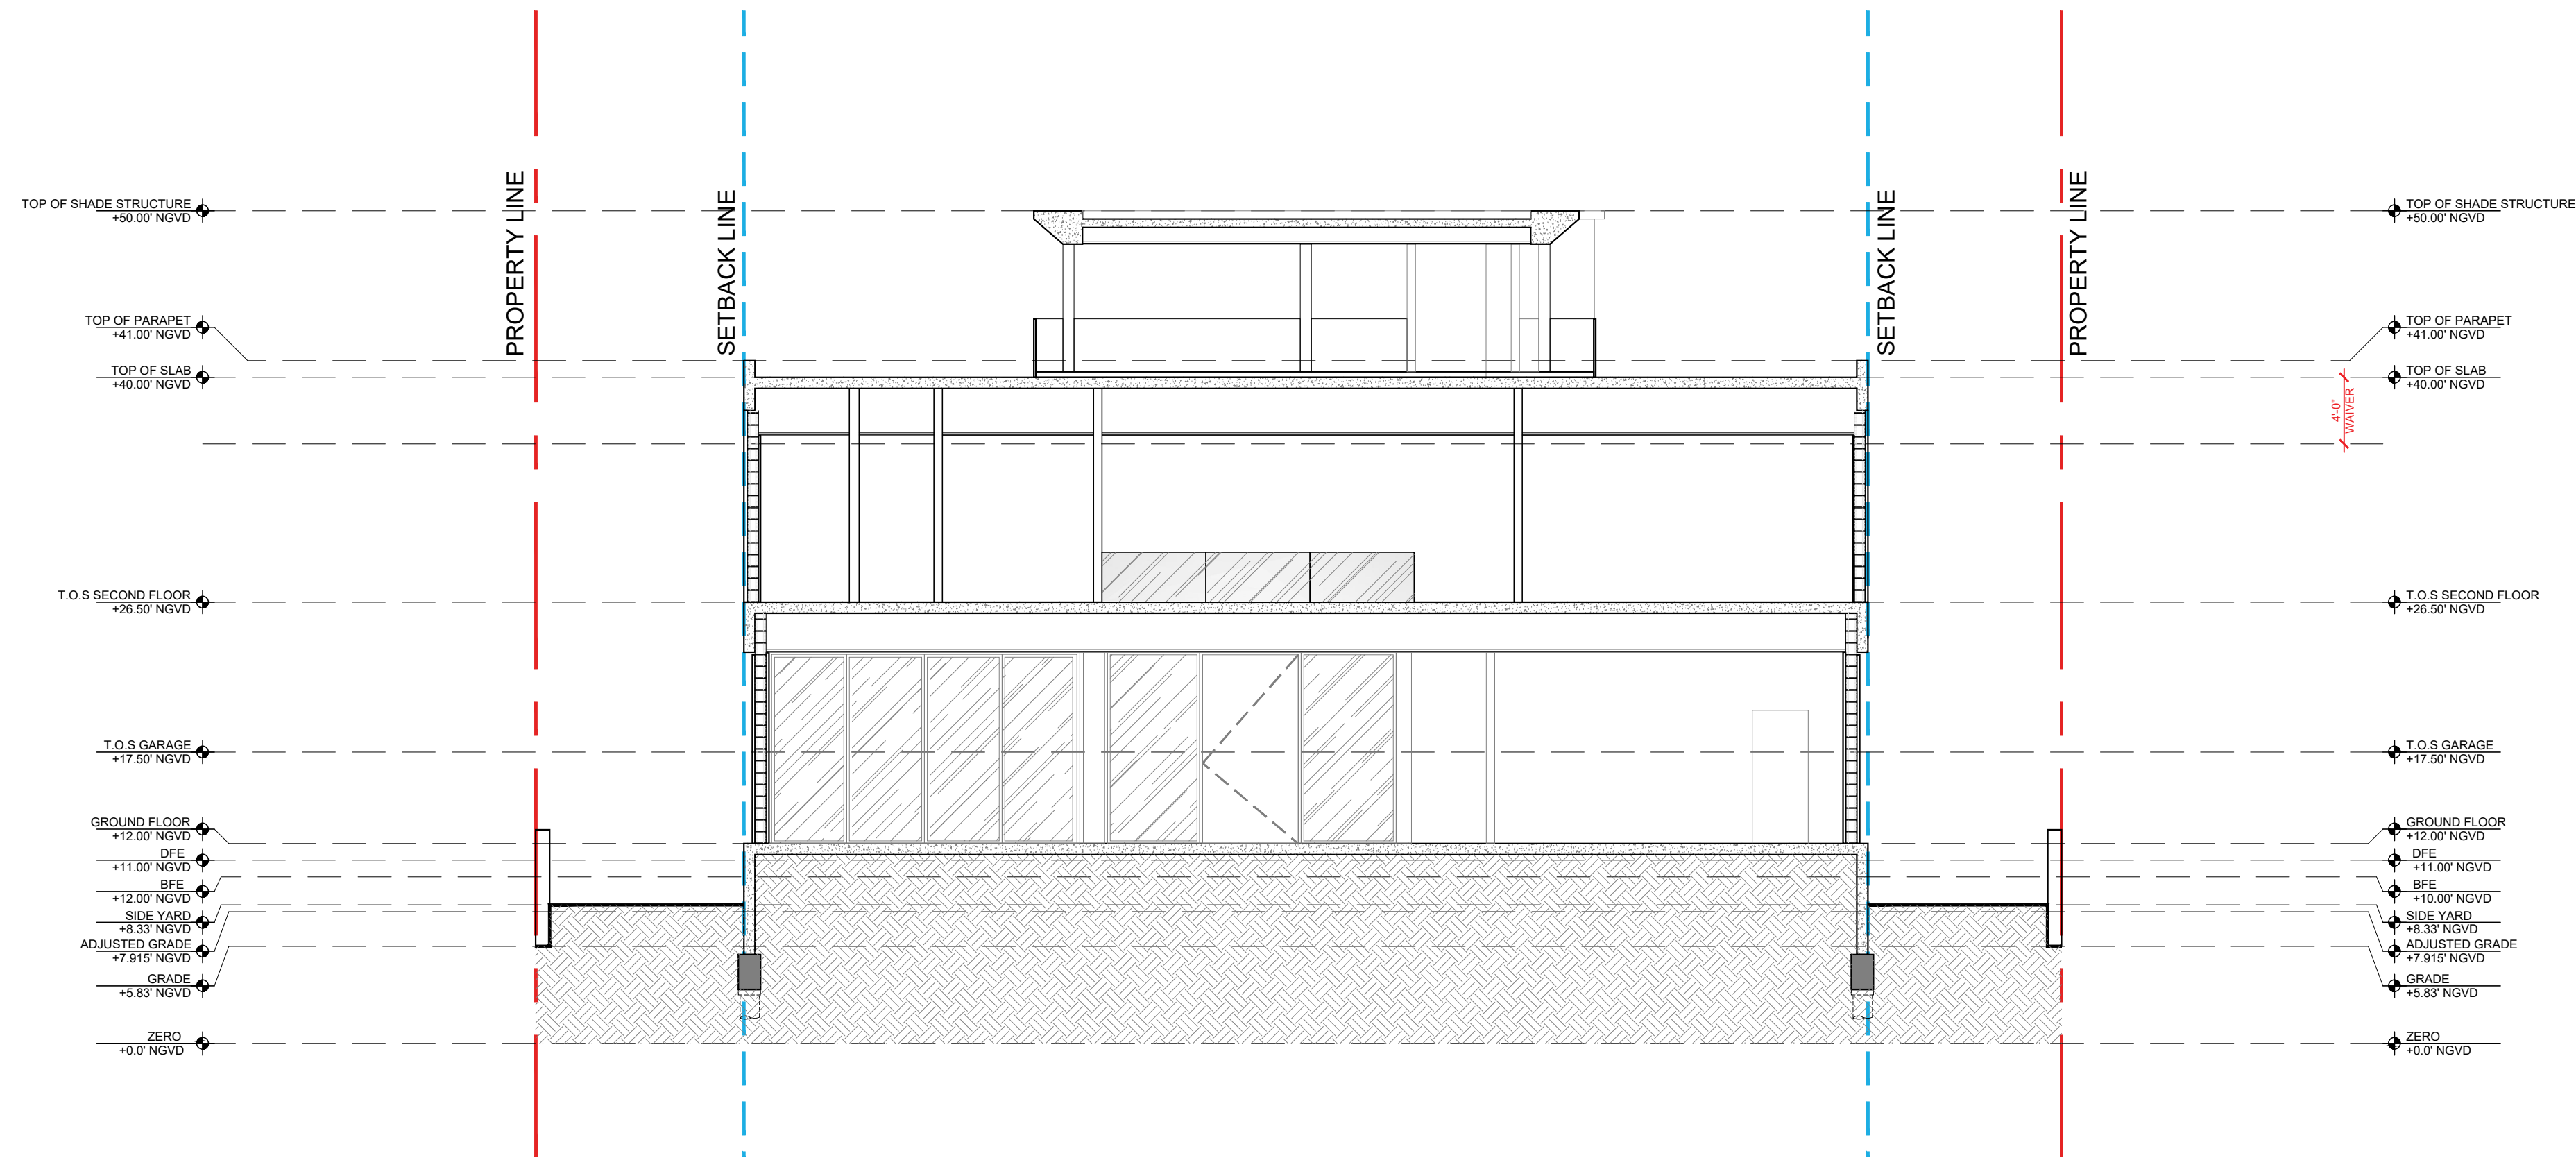 TOP OF SHADE STRUCTURE
+50.00' NGVD
TOP OF PARAPET
+41.00' NGVD
TOP OF SLAB
+40.00' NGVD
T.O.S SECOND FLOOR
+26.50' NGVD
T.O.S GARAGE
+17.50' NGVD
GROUND FLOOR
+12.00' NGVD
DFE
+11.00' NGVD
BFE
+12.00' NGVD
SIDE YARD
+8.33' NGVD
ADJUSTED GRADE
+7.915' NGVD
GRADE
+5.83' NGVD
ZERO
+0.0' NGVD
PROPERTY LINE
SETBACK LINE
SETBACK LINE
PROPERTY LINE
4'-0"
WAIVER
TOP OF SHADE STRUCTURE
+50.00' NGVD
TOP OF PARAPET
+41.00' NGVD
TOP OF SLAB
+40.00' NGVD
T.O.S SECOND FLOOR
+26.50' NGVD
T.O.S GARAGE
+17.50' NGVD
GROUND FLOOR
+12.00' NGVD
DFE
+11.00' NGVD
BFE
+10.00' NGVD
SIDE YARD
+8.33' NGVD
ADJUSTED GRADE
+7.915' NGVD
GRADE
+5.83' NGVD
ZERO
+0.0' NGVD